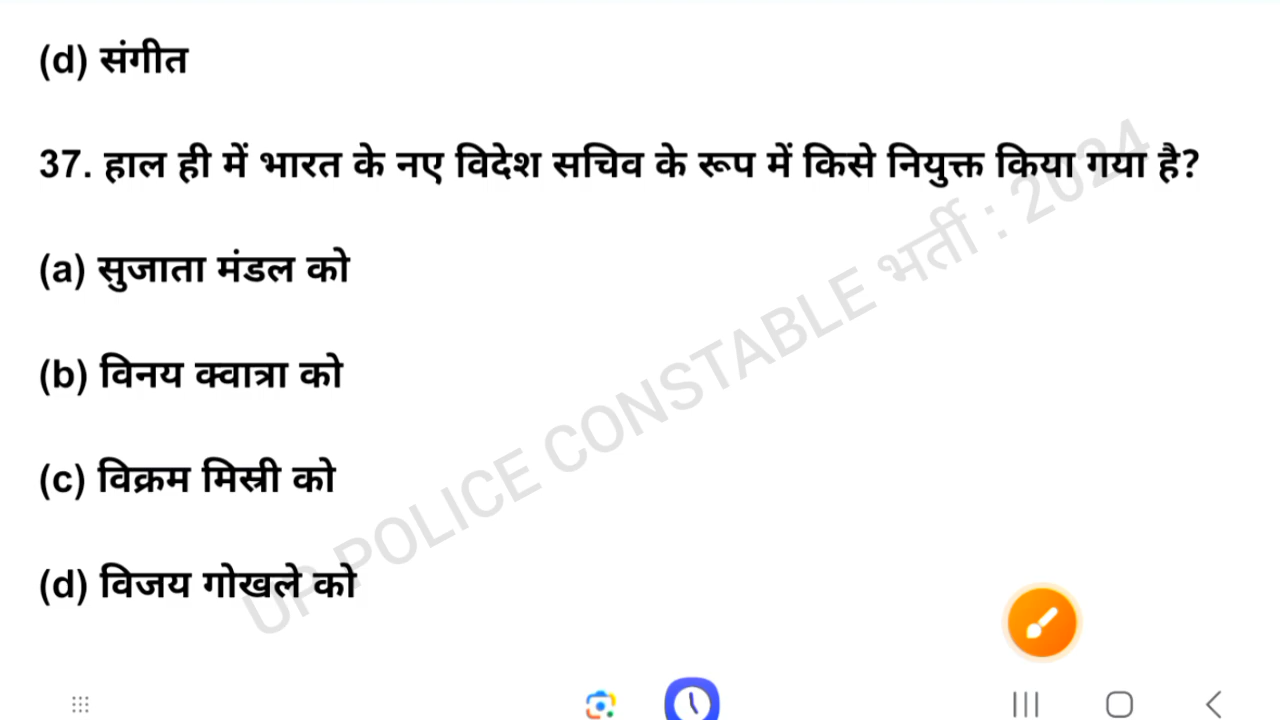 (d) संगीत
37. हाल ही में भारत के नए विदेश सचिव के रूप में किसे नियुक्त किया गया है?
(a) सुजाता मंडल को
(b) विनय क्वात्रा को
(c) विक्रम मिस्री को
(d) विजय गोखले को
UP POLICE CONSTABLE भर्ती : 2024